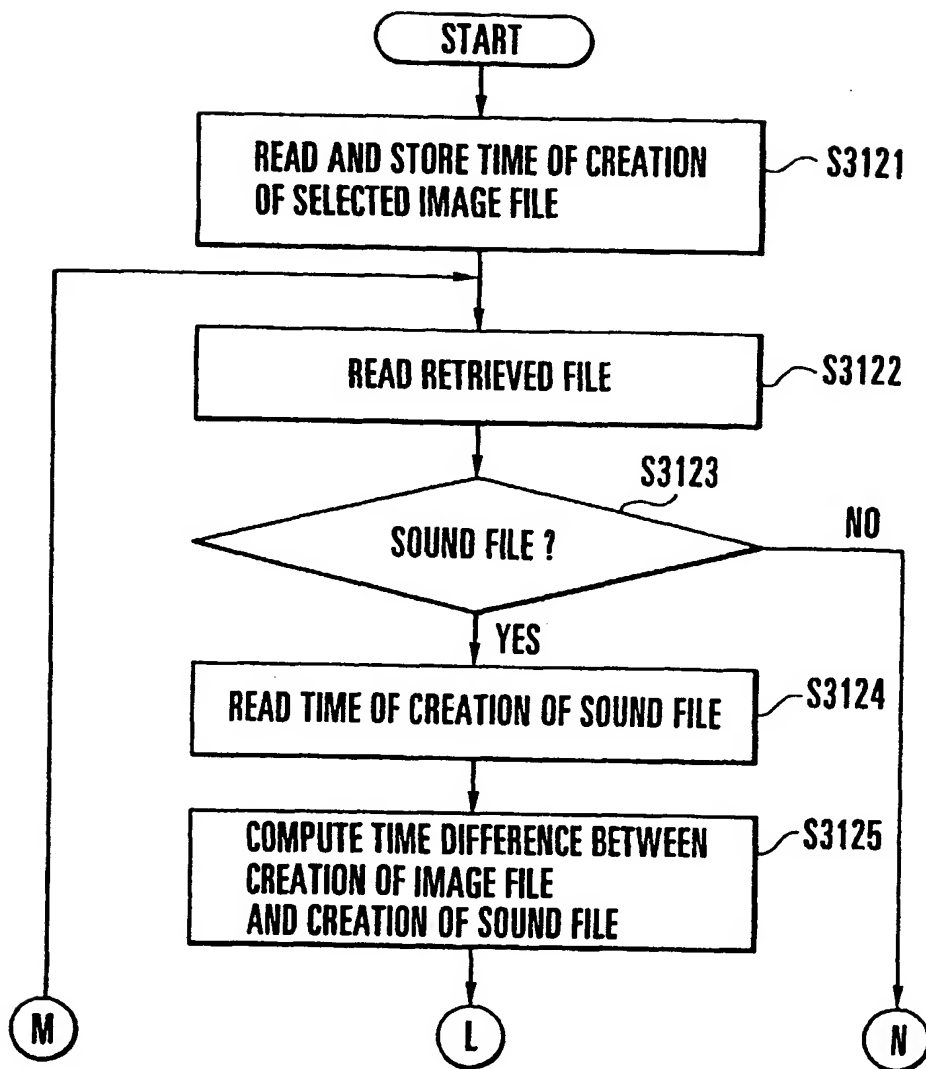 START
READ AND STORE TIME OF CREATION
OF SELECTED IMAGE FILE
S3121
READ RETRIEVED FILE
S3122
S3123
SOUND FILE ?
NO
YES
READ TIME OF CREATION OF SOUND FILE
S3124
COMPUTE TIME DIFFERENCE BETWEEN
CREATION OF IMAGE FILE
AND CREATION OF SOUND FILE
S3125
M
L
N